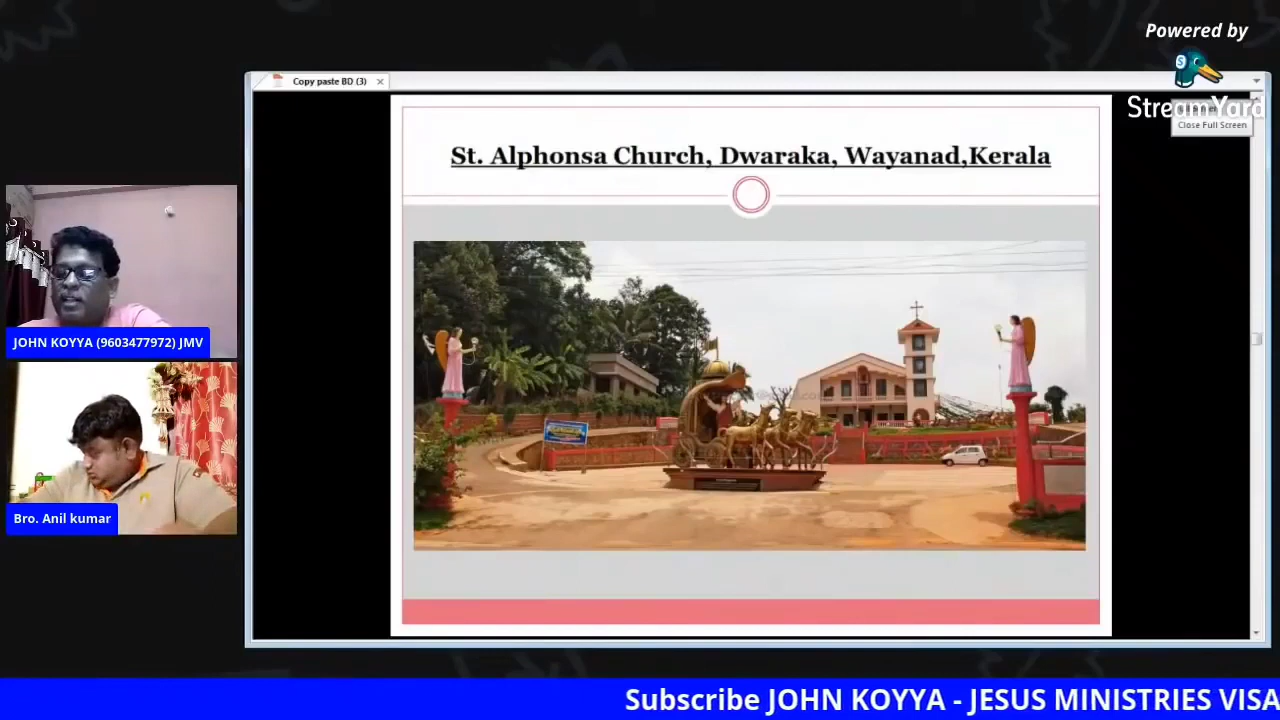 Powered by
StreamYard
Copy paste BD (3)
Close Full Screen
St. Alphonsa Church, Dwaraka, Wayanad,Kerala
JOHN KOYYA (9603477972) JMV
Bro. Anil kumar
Subscribe JOHN KOYYA - JESUS MINISTRIES VISA